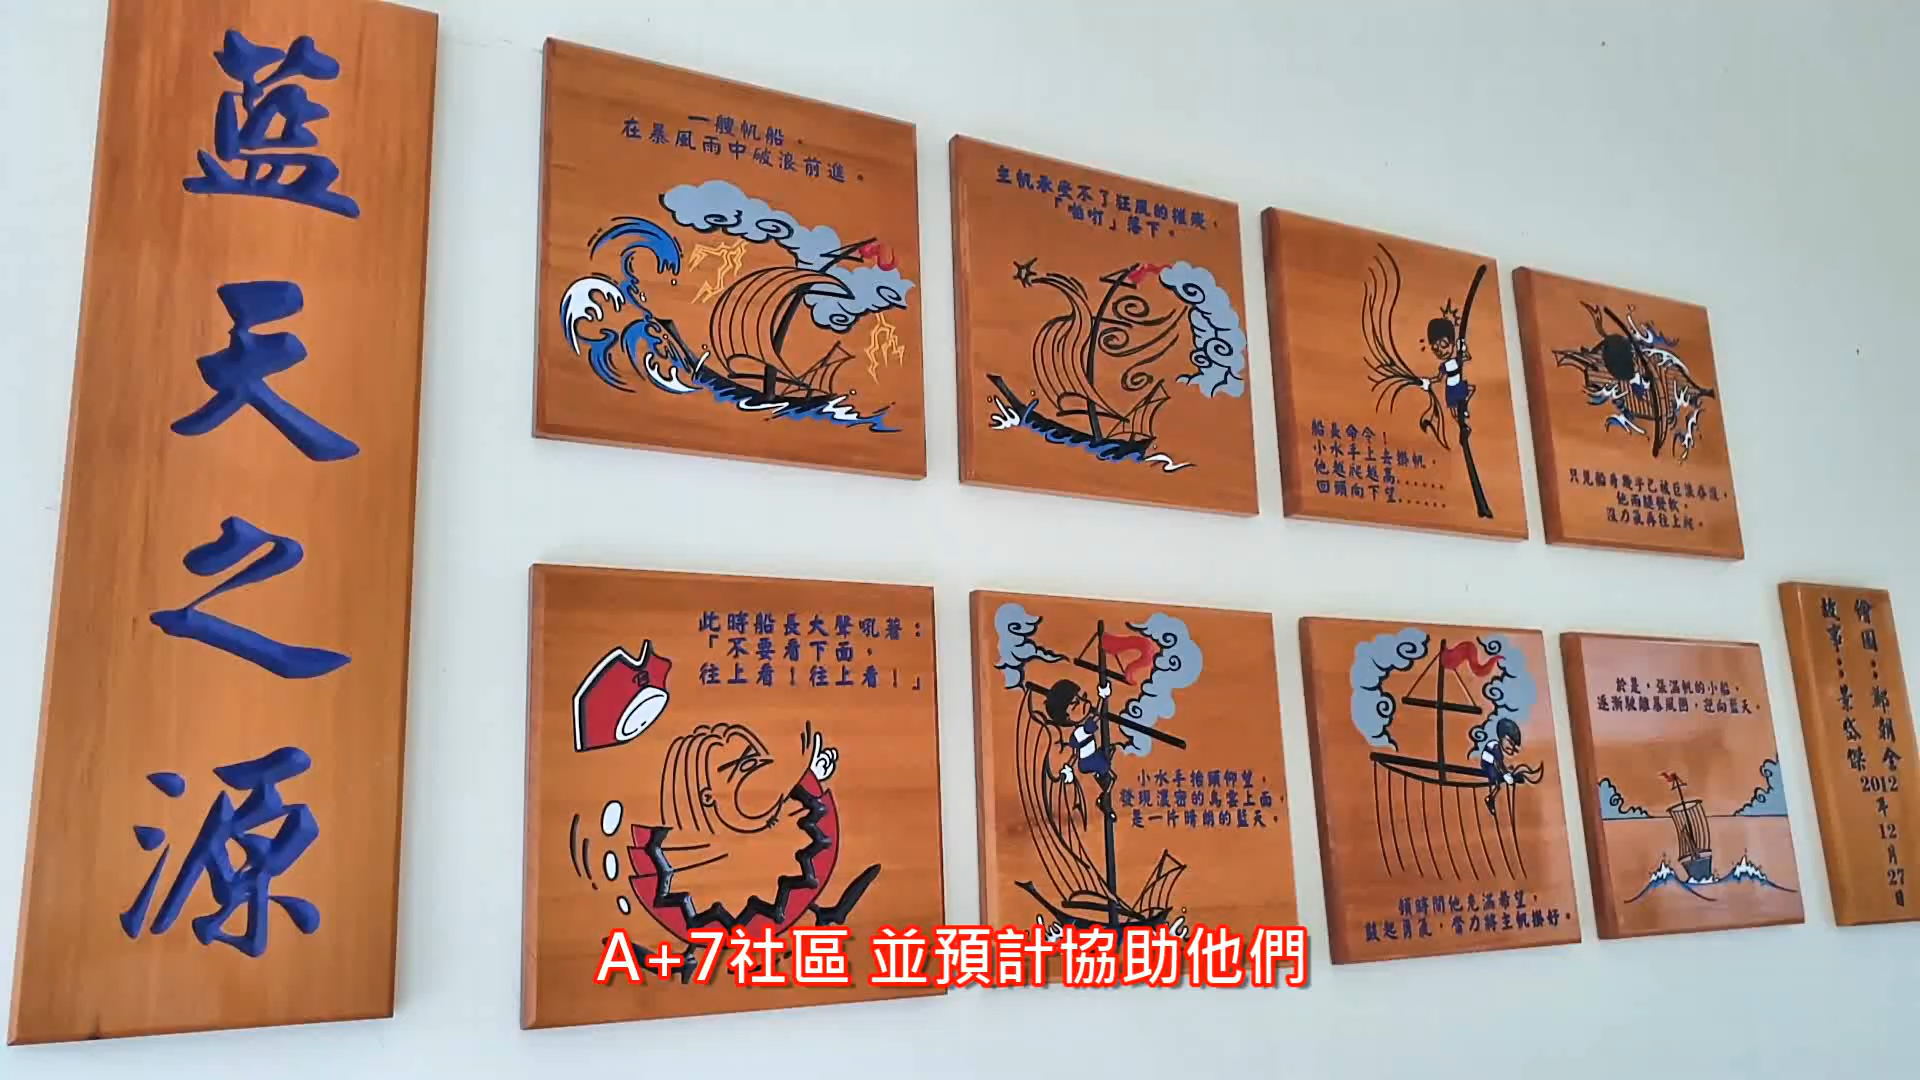 藍天之源
一艘帆船，
在暴風雨中破浪前進。
主帆承受不了狂風的摧殘，
「啪嗒」落下。
船長命令！
小水手上去掛帆，
他越爬越高......
回頭向下望......
只見船身幾乎已被巨浪吞沒，
他兩腿發軟，
沒力氣再往上爬。
此時船長大聲吼著：
「不要看下面，
往上看！往上看！」
小水手抬頭仰望，
發現濃密的烏雲上面，
是一片晴朗的藍天。
頓時間他充滿希望，
鼓起勇氣，奮力將主帆掛好。
於是，張滿帆的小船，
逐漸駛離暴風圈，迎向藍天。
繪圖：鄭朝全
故事：景岱傑
2012年12月27日
A+7社區 並預計協助他們